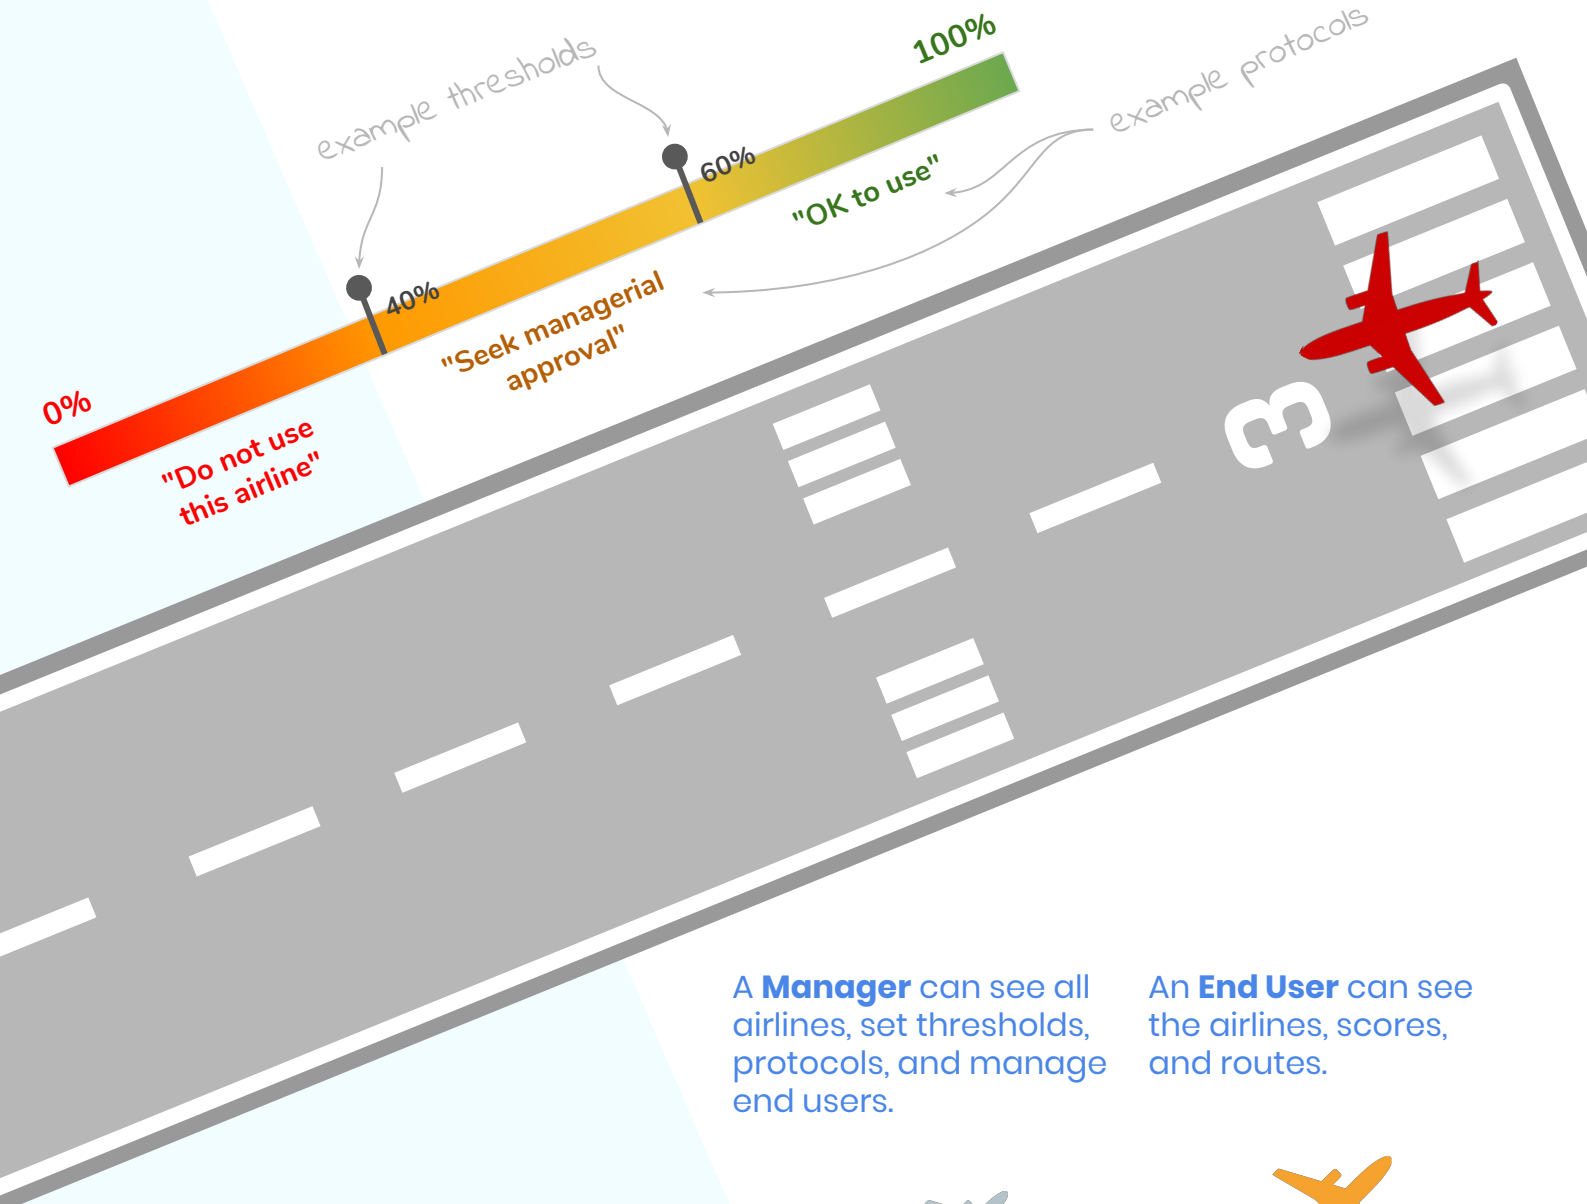 example thresholds
100%
example protocols
60%
"OK to use"
40%
"Seek managerial
approval"
0%
"Do not use
this airline"
3
A Manager can see all
airlines, set thresholds,
protocols, and manage
end users.
An End User can see
the airlines, scores,
and routes.